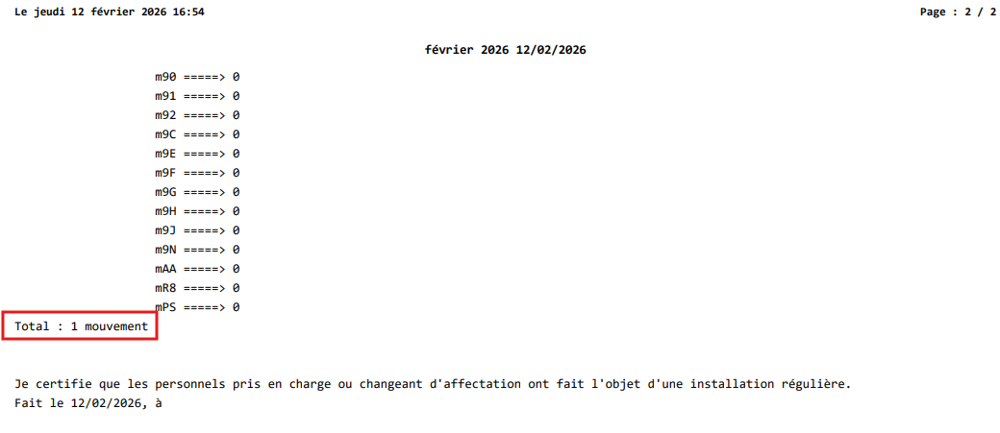 Le jeudi 12 février 2026 16:54 Page : 2 / 2
février 2026 12/02/2026
m90 =====> 0
m91 =====> 0
m92 =====> 0
m9C =====> 0
m9E =====> 0
m9F =====> 0
m9G =====> 0
m9H =====> 0
m9J =====> 0
m9N =====> 0
mAA =====> 0
mR8 =====> 0
mPS =====> 0
Total : 1 mouvement
Je certifie que les personnels pris en charge ou changeant d'affectation ont fait l'objet d'une installation régulière.
Fait le 12/02/2026, à